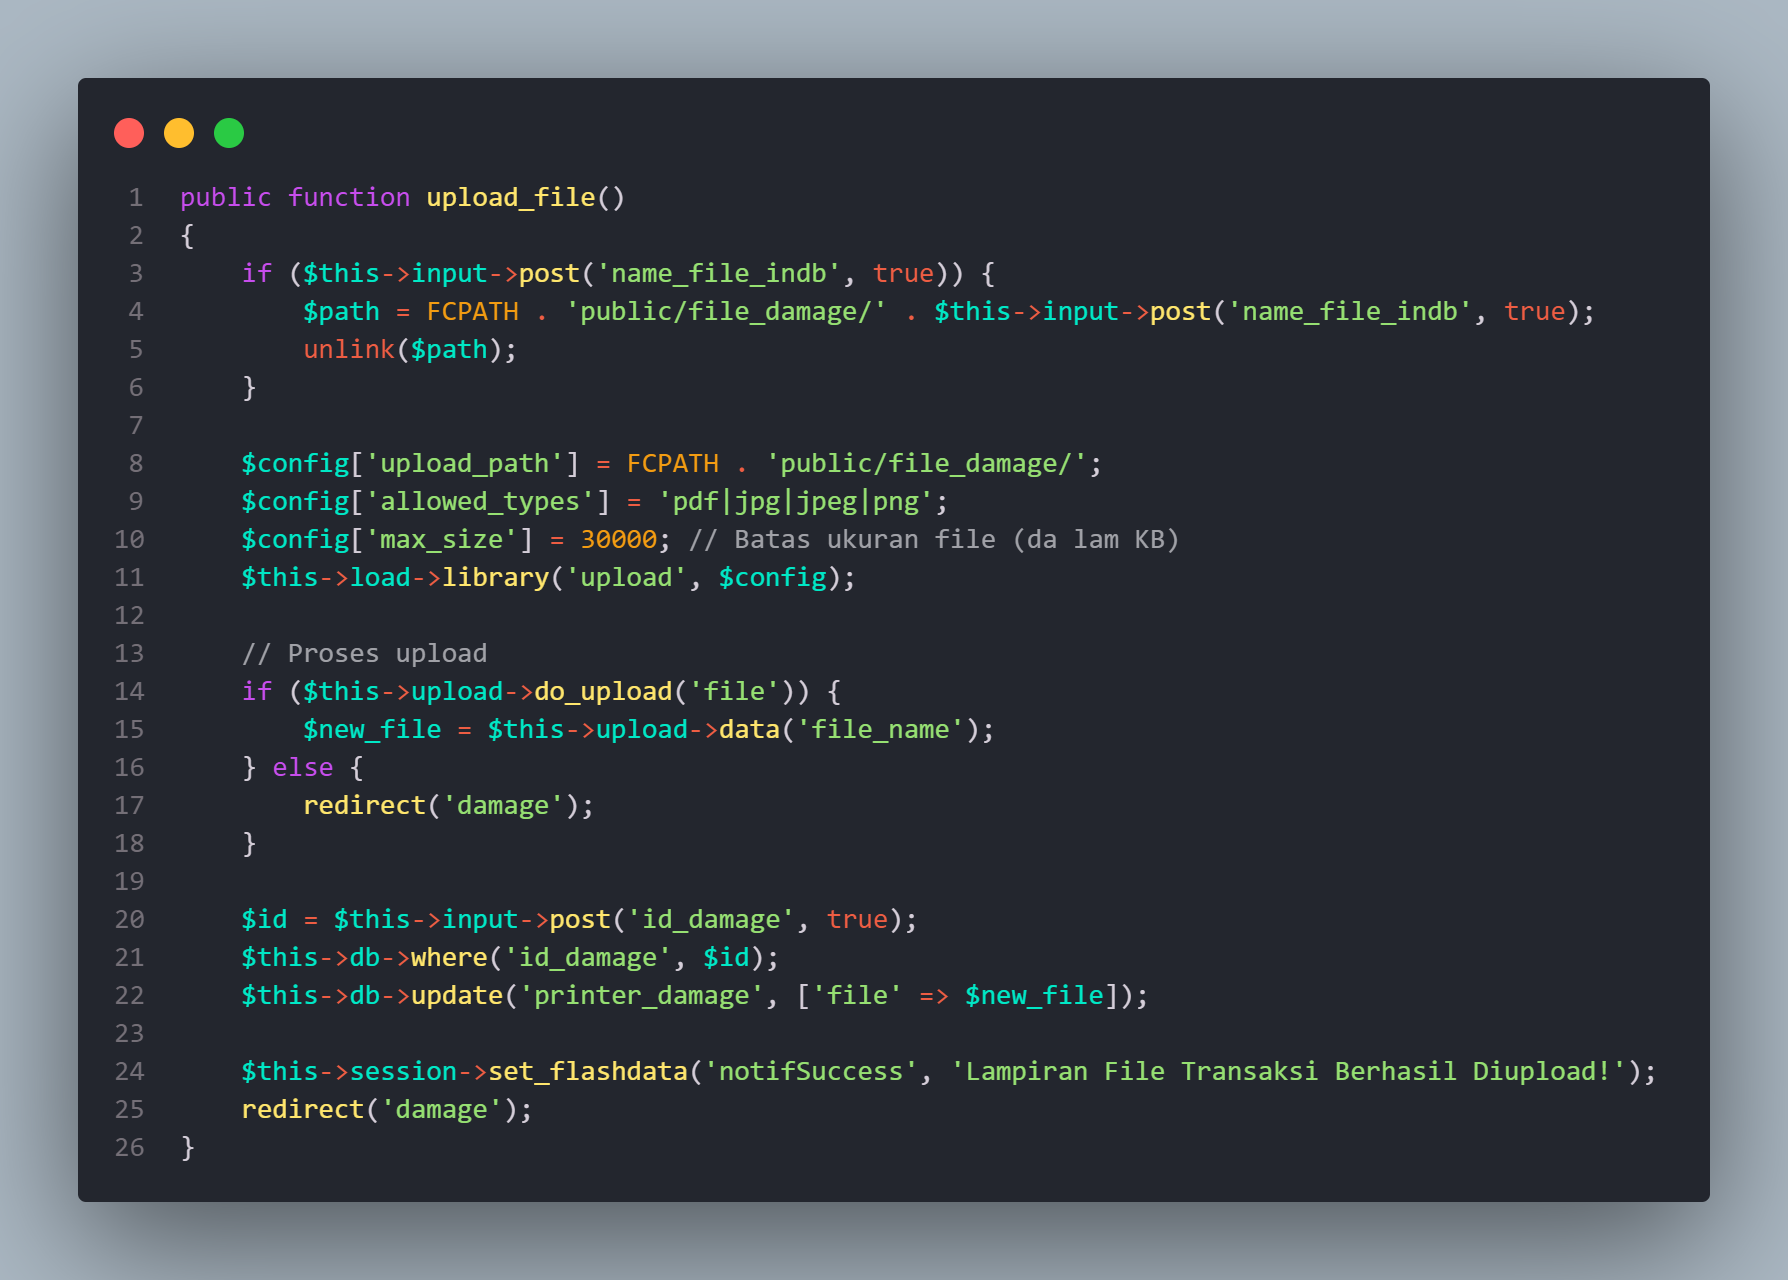 1 public function upload_file()
2 {
3     if ($this->input->post('name_file_indb', true)) {
4         $path = FCPATH . 'public/file_damage/' . $this->input->post('name_file_indb', true);
5         unlink($path);
6     }
7
8     $config['upload_path'] = FCPATH . 'public/file_damage/';
9     $config['allowed_types'] = 'pdf|jpg|jpeg|png';
10     $config['max_size'] = 30000; // Batas ukuran file (da lam KB)
11     $this->load->library('upload', $config);
12
13     // Proses upload
14     if ($this->upload->do_upload('file')) {
15         $new_file = $this->upload->data('file_name');
16     } else {
17         redirect('damage');
18     }
19
20     $id = $this->input->post('id_damage', true);
21     $this->db->where('id_damage', $id);
22     $this->db->update('printer_damage', ['file' => $new_file]);
23
24     $this->session->set_flashdata('notifSuccess', 'Lampiran File Transaksi Berhasil Diupload!');
25     redirect('damage');
26 }